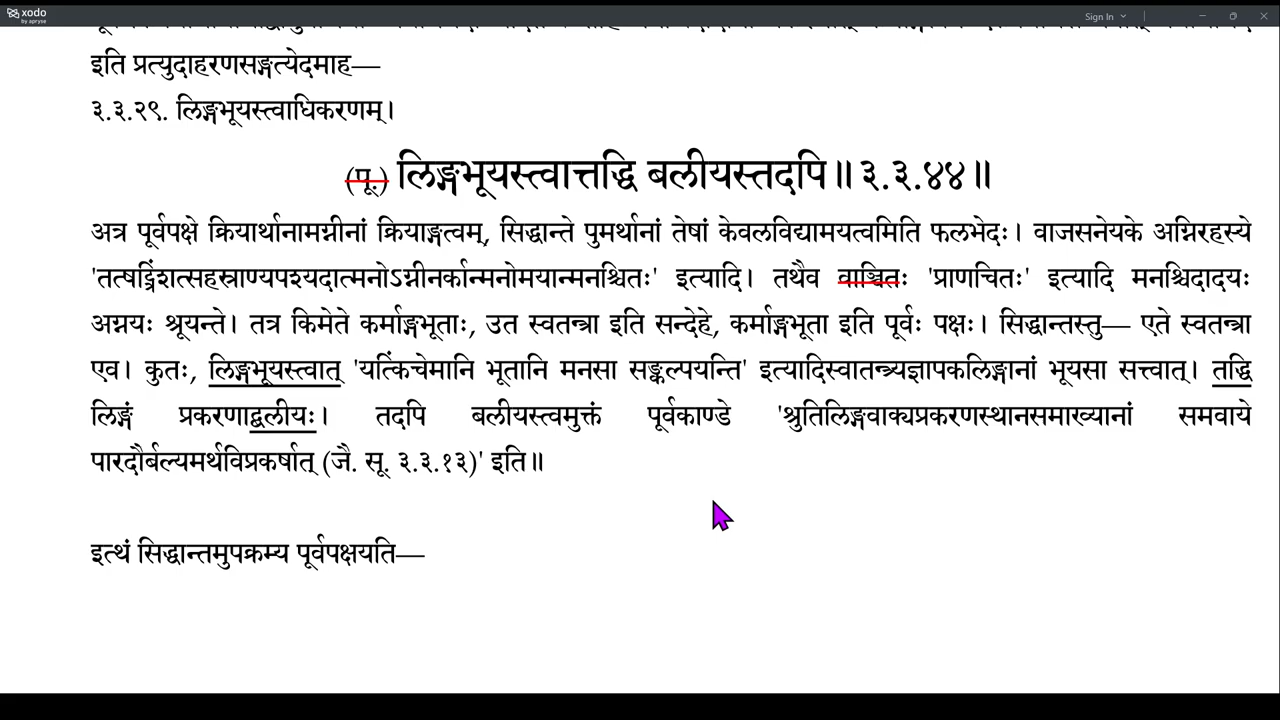 xodo
by apryse
Sign In
इति प्रत्युदाहरणसङ्गत्येदमाह—
३.३.२९. लिङ्गभूयस्त्वाधिकरणम्।
(पू.) लिङ्गभूयस्त्वात्तद्धि बलीयस्तदपि॥ ३.३.४४॥
अत्र पूर्वपक्षे क्रियार्थानामग्नीनां क्रियाङ्गत्वम्, सिद्धान्ते पुमर्थानां तेषां केवलविद्यामयत्वमिति फलभेदः। वाजसनेयके अग्निरहस्ये
'तत्षट्त्रिंशत्सहस्राण्यपश्यदात्मनोऽग्नीनर्कान्मनोमयान्मनश्चितः' इत्यादि। तथैव वाञ्चितः 'प्राणचितः' इत्यादि मनश्चिदादयः
अग्नयः श्रूयन्ते। तत्र किमेते कर्माङ्गभूताः, उत स्वतन्त्रा इति सन्देहे, कर्माङ्गभूता इति पूर्वः पक्षः। सिद्धान्तस्तु— एते स्वतन्त्रा
एव। कुतः, लिङ्गभूयस्त्वात् 'यत्किंचेमानि भूतानि मनसा सङ्कल्पयन्ति' इत्यादिस्वातन्त्र्यज्ञापकलिङ्गानां भूयसा सत्त्वात्। तद्धि
लिङ्गं प्रकरणाद्बलीयः। तदपि बलीयस्त्वमुक्तं पूर्वकाण्डे 'श्रुतिलिङ्गवाक्यप्रकरणस्थानसमाख्यानां समवाये
पारदौर्बल्यमर्थविप्रकर्षात् (जै. सू. ३.३.१३)' इति॥
इत्थं सिद्धान्तमुपक्रम्य पूर्वपक्षयति—